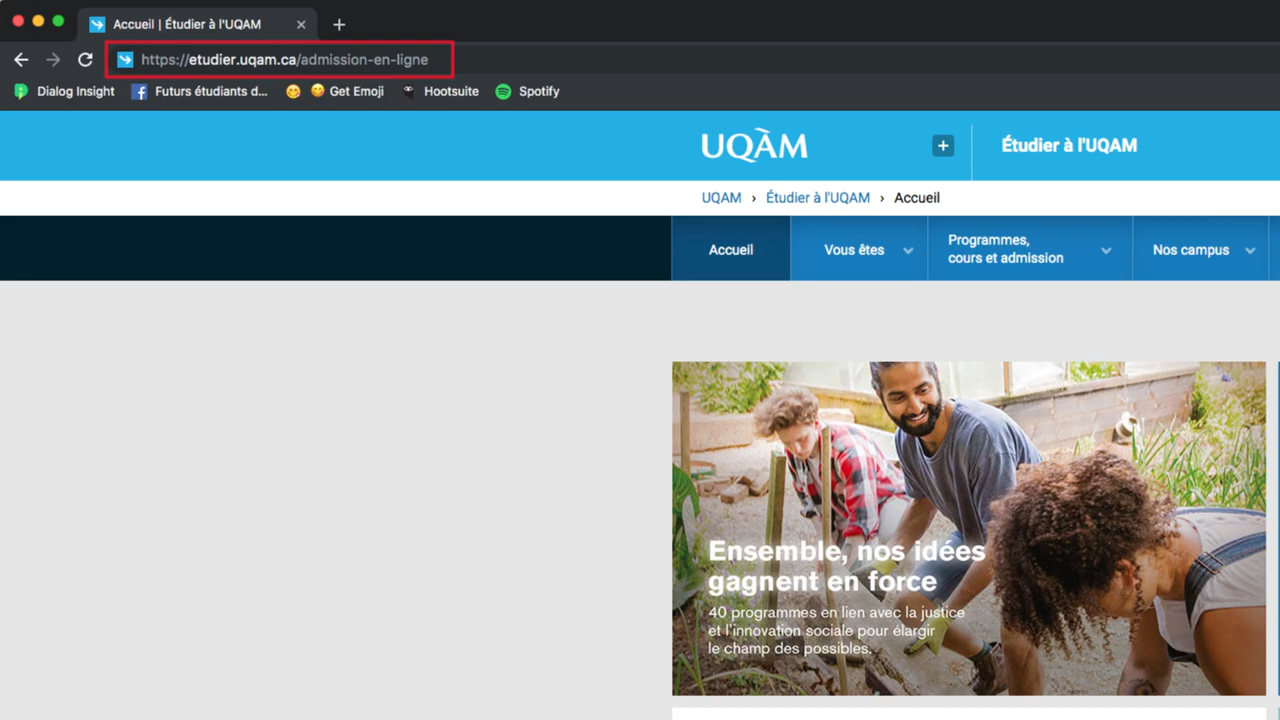 Accueil | Étudier à l'UQAM
https://etudier.uqam.ca/admission-en-ligne
Dialog Insight
Futurs étudiants d...
Get Emoji
Hootsuite
Spotify
UQÀM
Étudier à l'UQAM
UQAM › Étudier à l'UQAM › Accueil
Accueil
Vous êtes
Programmes,
cours et admission
Nos campus
Ensemble, nos idées
gagnent en force
40 programmes en lien avec la justice
et l'innovation sociale pour élargir
le champ des possibles.